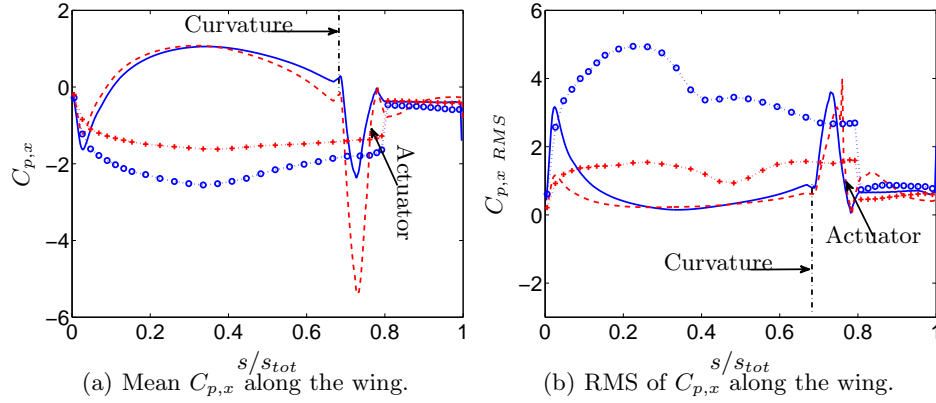 2
0
−2
−4
−6
0
0.2
0.4
0.6
0.8
1
C_{p,x}
s/s_{tot}
Curvature
Actuator
(a) Mean C_{p,x} along the wing.
6
4
2
0
−2
0
0.2
0.4
0.6
0.8
1
C_{p,x RMS}
s/s_{tot}
Actuator
Curvature
(b) RMS of C_{p,x} along the wing.